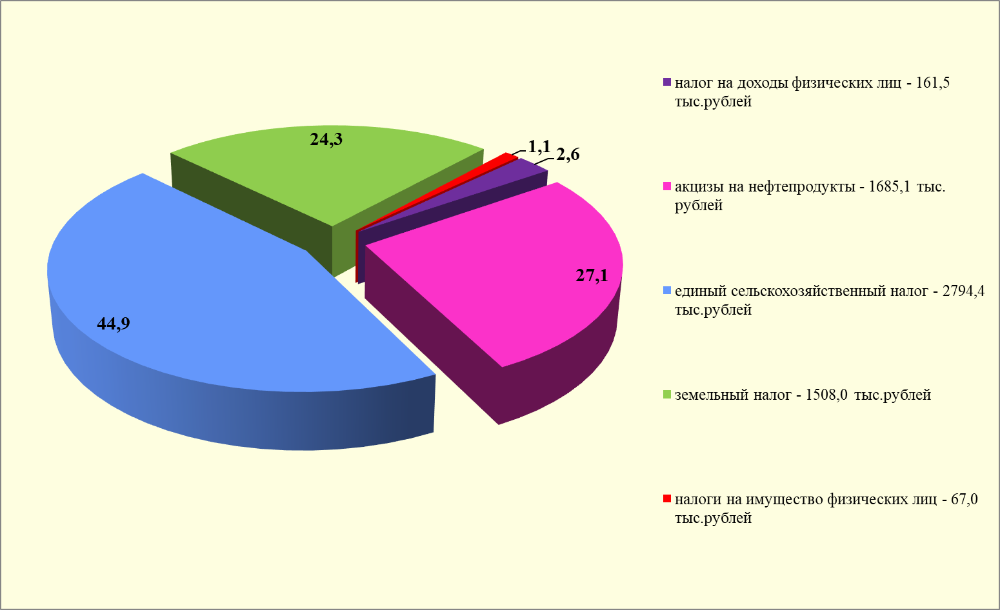 24,3
1,1
2,6
27,1
44,9
налог на доходы физических лиц - 161,5
тыс.рублей
акцизы на нефтепродукты - 1685,1 тыс.
рублей
единый сельскохозяйственный налог - 2794,4
тыс.рублей
земельный налог - 1508,0 тыс.рублей
налоги на имущество физических лиц - 67,0
тыс.рублей